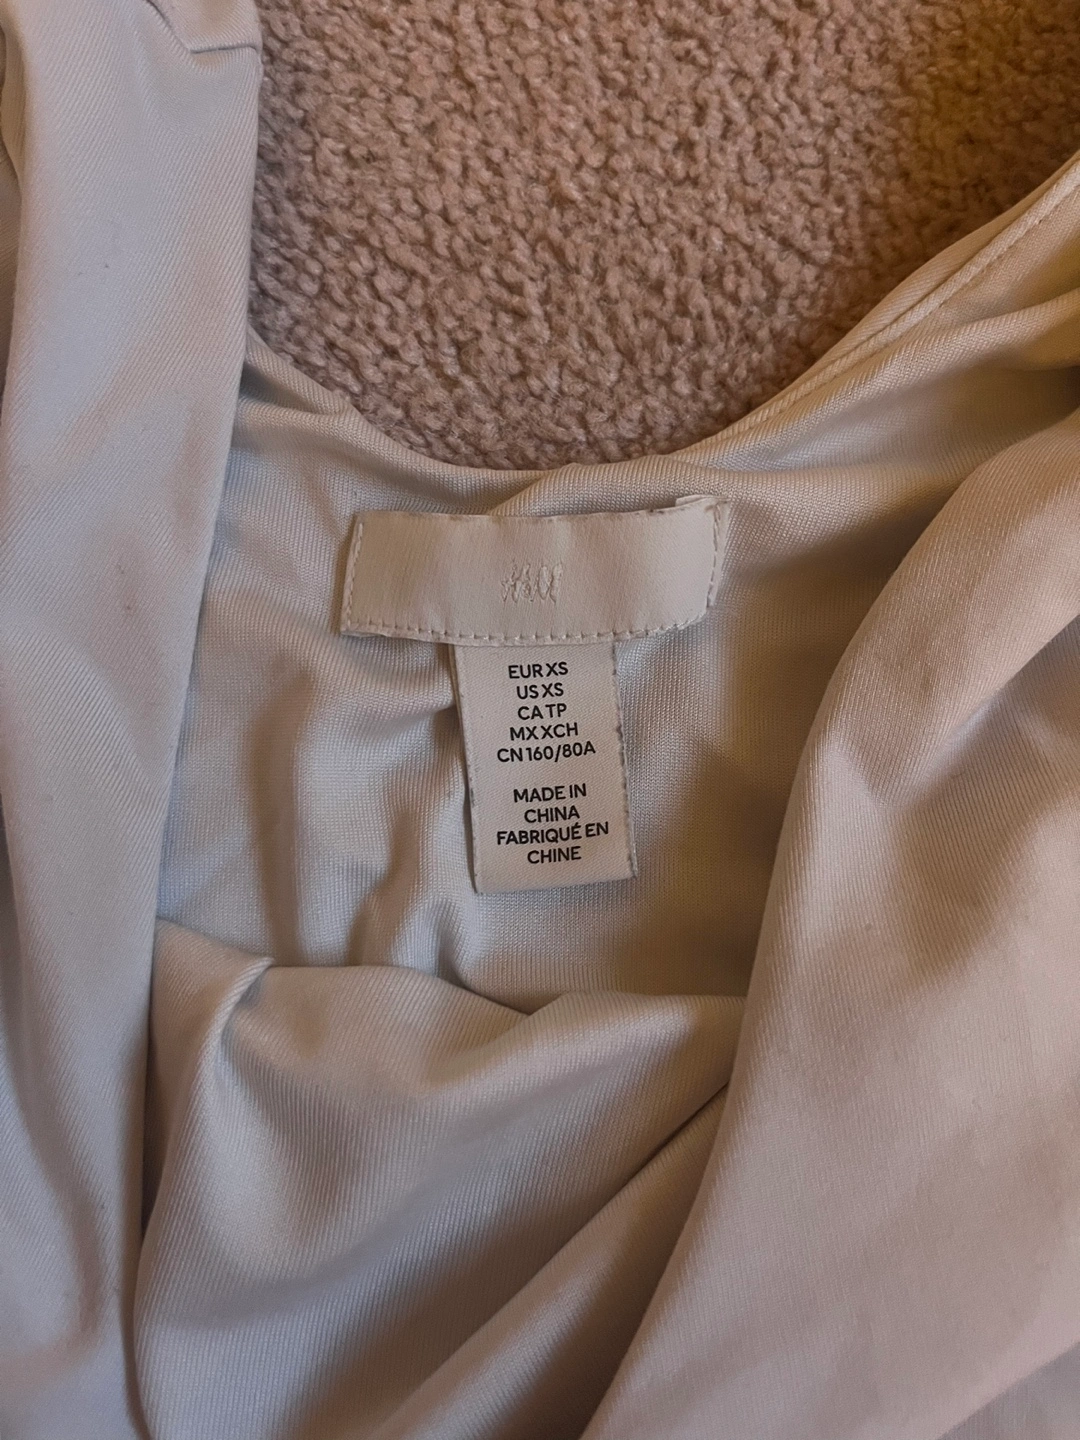 EUR XS
US XS
CA TP
MX XCH
CN 160/80A
MADE IN
CHINA
FABRIQUÉ EN
CHINE